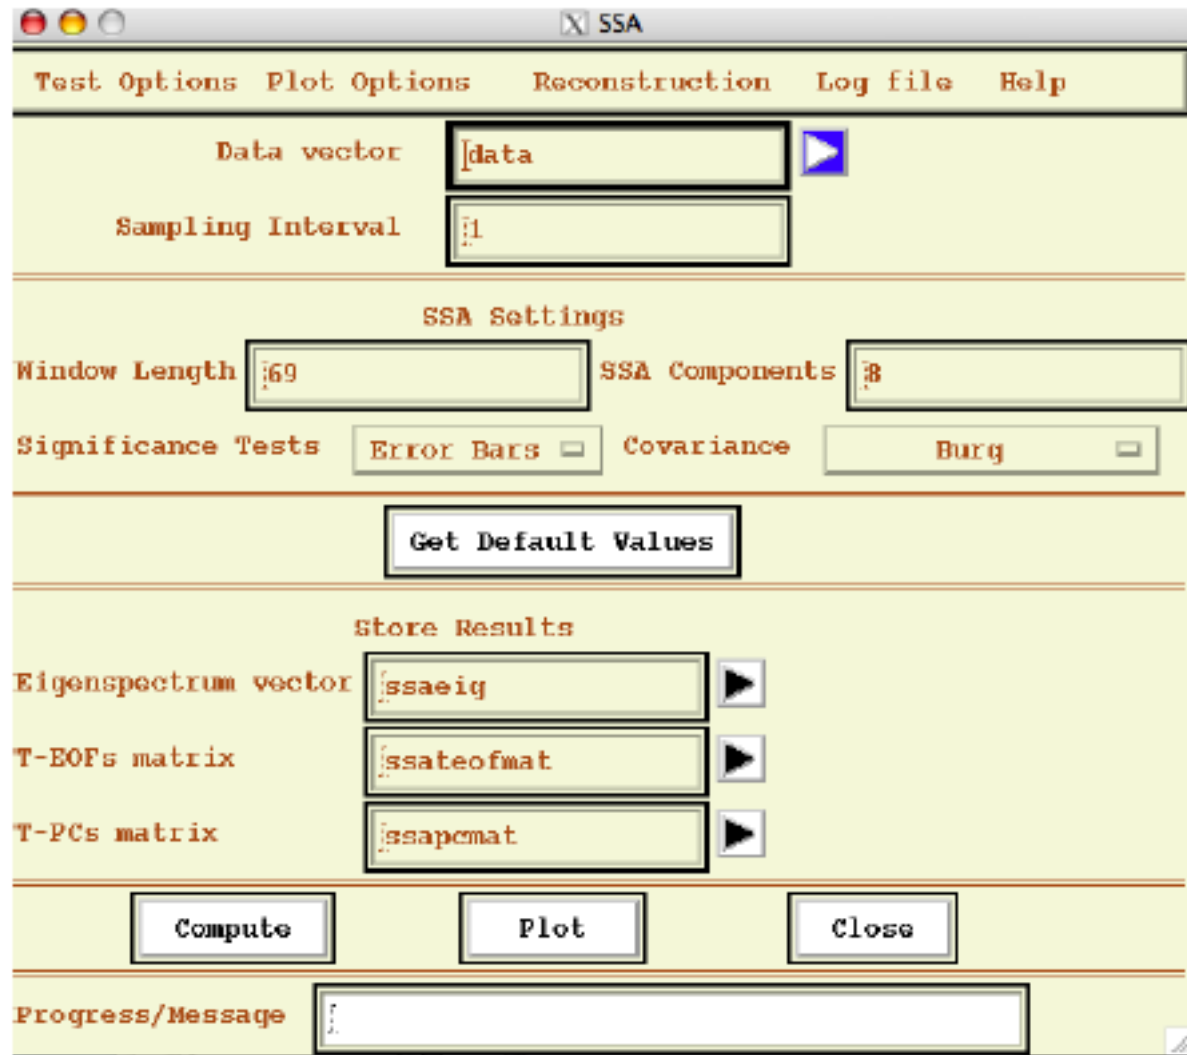 X SSA
Test Options Plot Options Reconstruction Log file Help
Data vector data
Sampling Interval 1
SSA Settings
Window Length 69 SSA Components 8
Significance Tests Error Bars Covariance Burg
Get Default Values
Store Results
Eigenspectrum vector ssaeig
T-EOFs matrix ssateofmat
T-PCs matrix ssapcmat
Compute Plot Close
Progress/Message